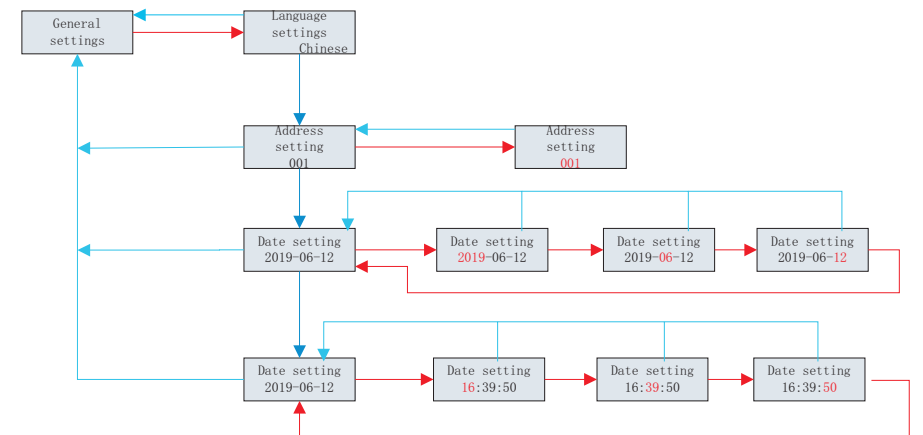 General
settings
Language
settings
Chinese
Address
setting
001
Address
setting
001
Date setting
2019-06-12
Date setting
2019-06-12
Date setting
2019-06-12
Date setting
2019-06-12
Date setting
2019-06-12
Date setting
16:39:50
Date setting
16:39:50
Date setting
16:39:50